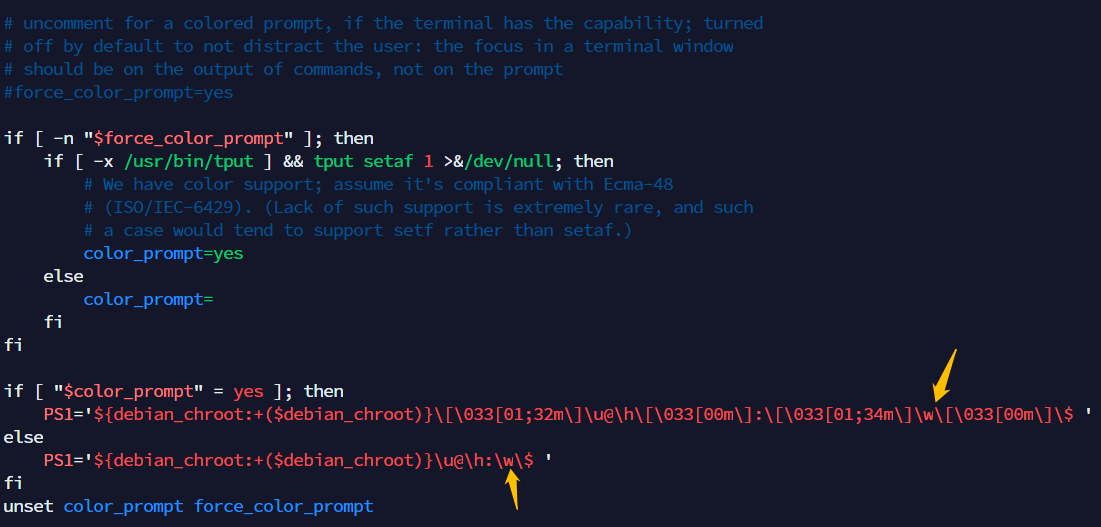 # uncomment for a colored prompt, if the terminal has the capability; turned
# off by default to not distract the user: the focus in a terminal window
# should be on the output of commands, not on the prompt
#force_color_prompt=yes

if [ -n "$force_color_prompt" ]; then
    if [ -x /usr/bin/tput ] && tput setaf 1 >&/dev/null; then
        # We have color support; assume it's compliant with Ecma-48
        # (ISO/IEC-6429). (Lack of such support is extremely rare, and such
        # a case would tend to support setf rather than setaf.)
        color_prompt=yes
    else
        color_prompt=
    fi
fi

if [ "$color_prompt" = yes ]; then
    PS1='${debian_chroot:+($debian_chroot)}\[\033[01;32m\]\u@\h\[\033[00m\]:\[\033[01;34m\]\w\[\033[00m\]\$ '
else
    PS1='${debian_chroot:+($debian_chroot)}\u@\h:\w\$ '
fi
unset color_prompt force_color_prompt